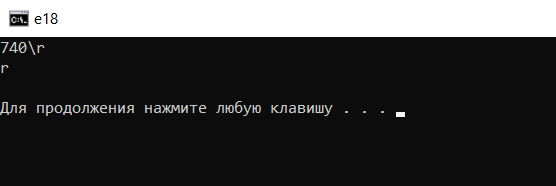 e18
740\r
r
Для продолжения нажмите любую клавишу . . .